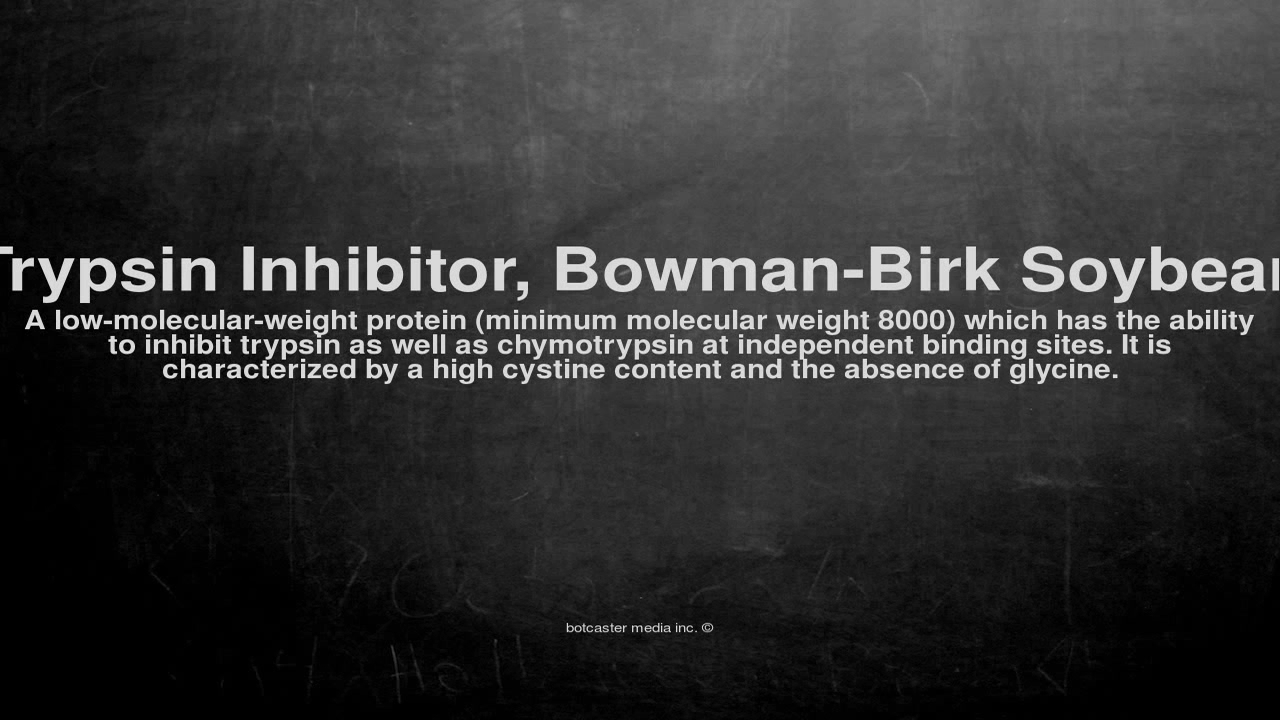 Trypsin Inhibitor, Bowman-Birk Soybean
A low-molecular-weight protein (minimum molecular weight 8000) which has the ability
to inhibit trypsin as well as chymotrypsin at independent binding sites. It is
characterized by a high cystine content and the absence of glycine.
botcaster media inc. ©